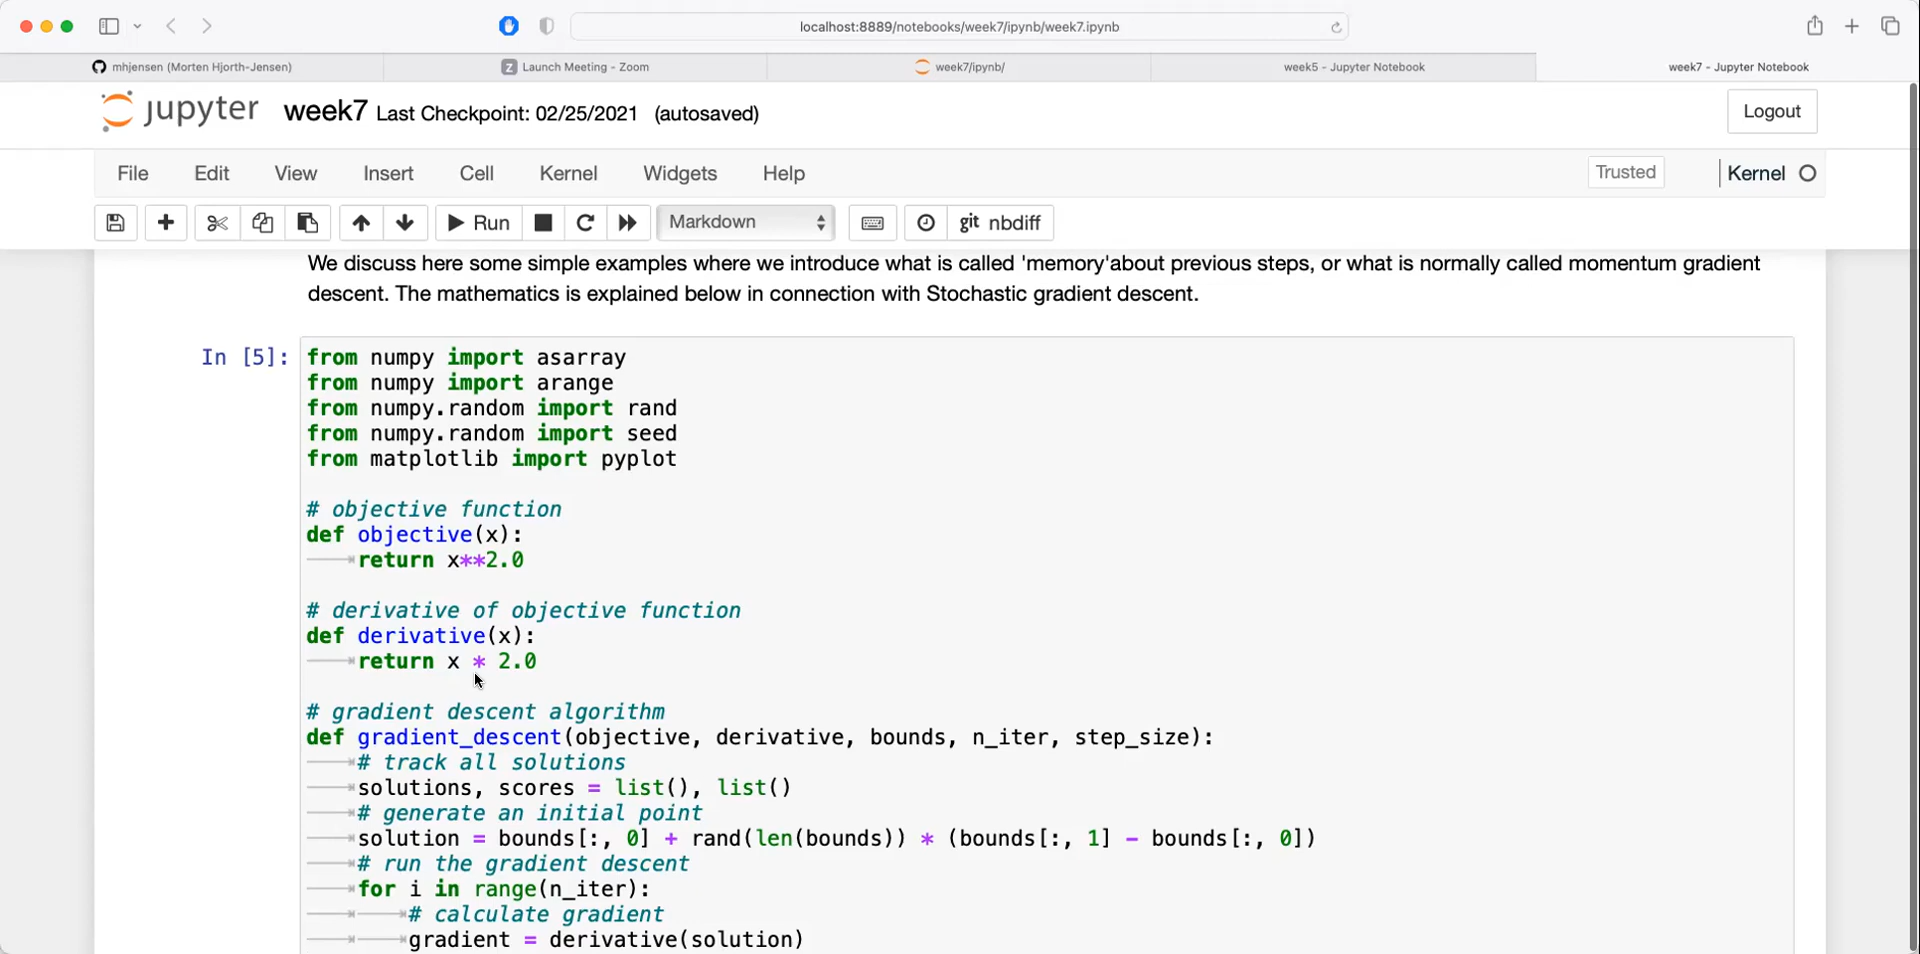 localhost:8889/notebooks/week7/ipynb/week7.ipynb
mhjensen (Morten Hjorth-Jensen)
Z Launch Meeting - Zoom
week7/ipynb/
week5 - Jupyter Notebook
week7 - Jupyter Notebook
jupyter week7 Last Checkpoint: 02/25/2021 (autosaved)
Logout
File Edit View Insert Cell Kernel Widgets Help
Trusted
Kernel
Run
Markdown
git nbdiff
We discuss here some simple examples where we introduce what is called 'memory'about previous steps, or what is normally called momentum gradient
descent. The mathematics is explained below in connection with Stochastic gradient descent.
In [5]:
from numpy import asarray
from numpy import arange
from numpy.random import rand
from numpy.random import seed
from matplotlib import pyplot
# objective function
def objective(x):
return x**2.0
# derivative of objective function
def derivative(x):
return x * 2.0
# gradient descent algorithm
def gradient_descent(objective, derivative, bounds, n_iter, step_size):
# track all solutions
solutions, scores = list(), list()
# generate an initial point
solution = bounds[:, 0] + rand(len(bounds)) * (bounds[:, 1] - bounds[:, 0])
# run the gradient descent
for i in range(n_iter):
# calculate gradient
gradient = derivative(solution)